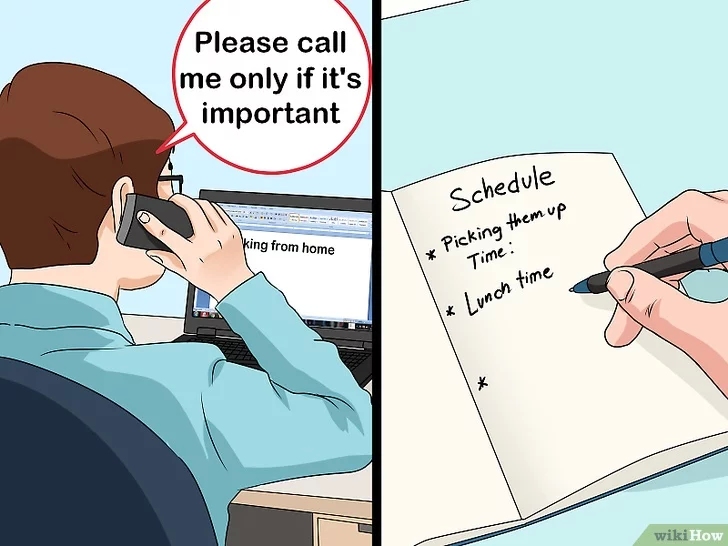 Please call
me only if it's
important
king from home
Schedule
* Picking them up
Time:
* Lunch time
*
wikiHow